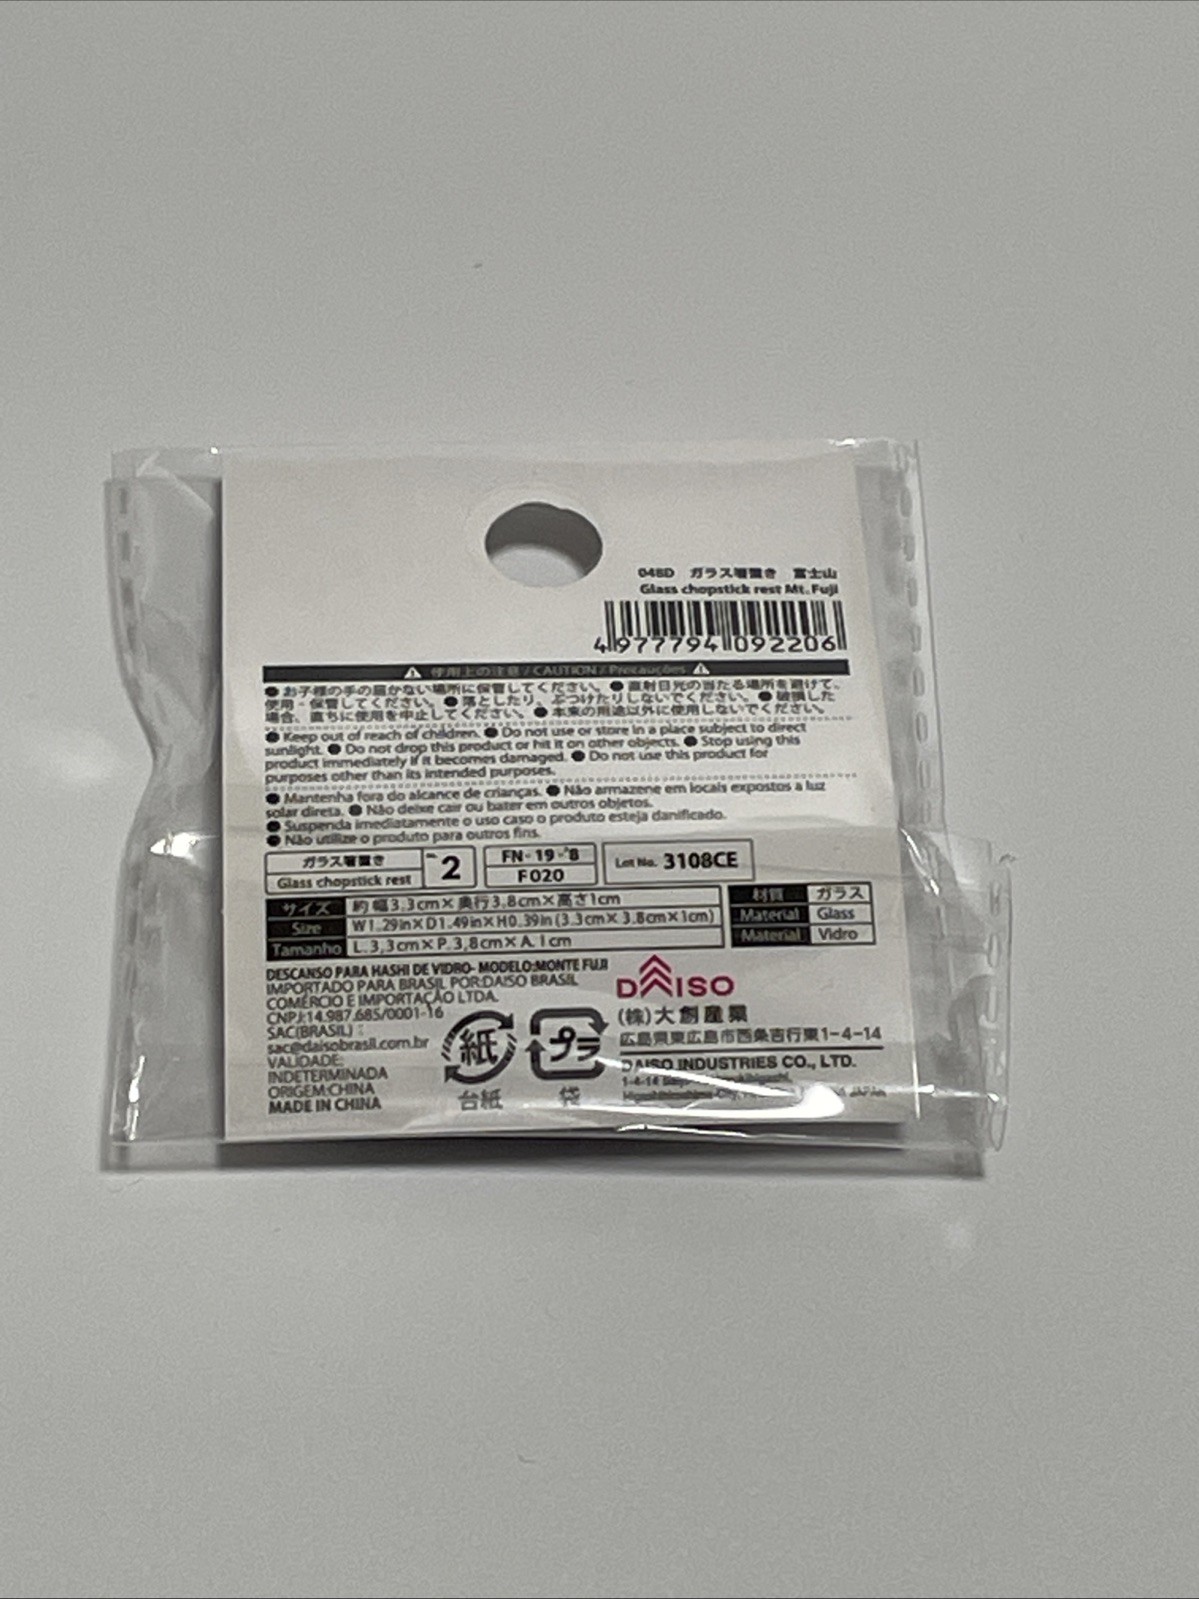 048D ガラス箸置き 富士山
Glass chopstick rest Mt. Fuji
4 977794 092206
使用上の注意 / CAUTION / Precauções
● お子様の手の届かない場所に保管してください。 ● 直射日光の当たる場所を避けて、
使用・保管してください。 ● 落としたり、ぶつけたりしないでください。 ● 破損した
場合、直ちに使用を中止してください。 ● 本来の用途以外に使用しないでください。
● Keep out of reach of children. ● Do not use or store in a place subject to direct
sunlight. ● Do not drop this product or hit it on other objects. ● Stop using this
product immediately if it becomes damaged. ● Do not use this product for
purposes other than its intended purposes.
● Mantenha fora do alcance de crianças. ● Não armazene em locais expostos a luz
solar direta. ● Não deixe cair ou bater em outros objetos.
● Suspenda imediatamente o uso caso o produto esteja danificado.
● Não utilize o produto para outros fins.
ガラス箸置き
Glass chopstick rest
2
FN-19-'8
F020
Lot No. 3108CE
サイズ 約幅3.3cm×奥行3.8cm×高さ1cm
Size W1.29in×D1.49in×H0.39in (3.3cm×3.8cm×1cm)
Tamanho L.3,3cm×P.3,8cm×A.1cm
材質 ガラス
Material Glass
Material Vidro
DESCANSO PARA HASHI DE VIDRO- MODELO:MONTE FUJI
IMPORTADO PARA BRASIL POR:DAISO BRASIL
COMÉRCIO E IMPORTAÇÃO LTDA.
CNPJ:14.987.685/0001-16
SAC(BRASIL) :
sac@daisobrasil.com.br
VALIDADE:
INDETERMINADA
ORIGEM:CHINA
MADE IN CHINA
紙
台紙
プラ
袋
DAISO
(株)大創産業
広島県東広島市西条吉行東1-4-14
DAISO INDUSTRIES CO., LTD.
1-4-14
Higashihiroshima-City, JAPAN